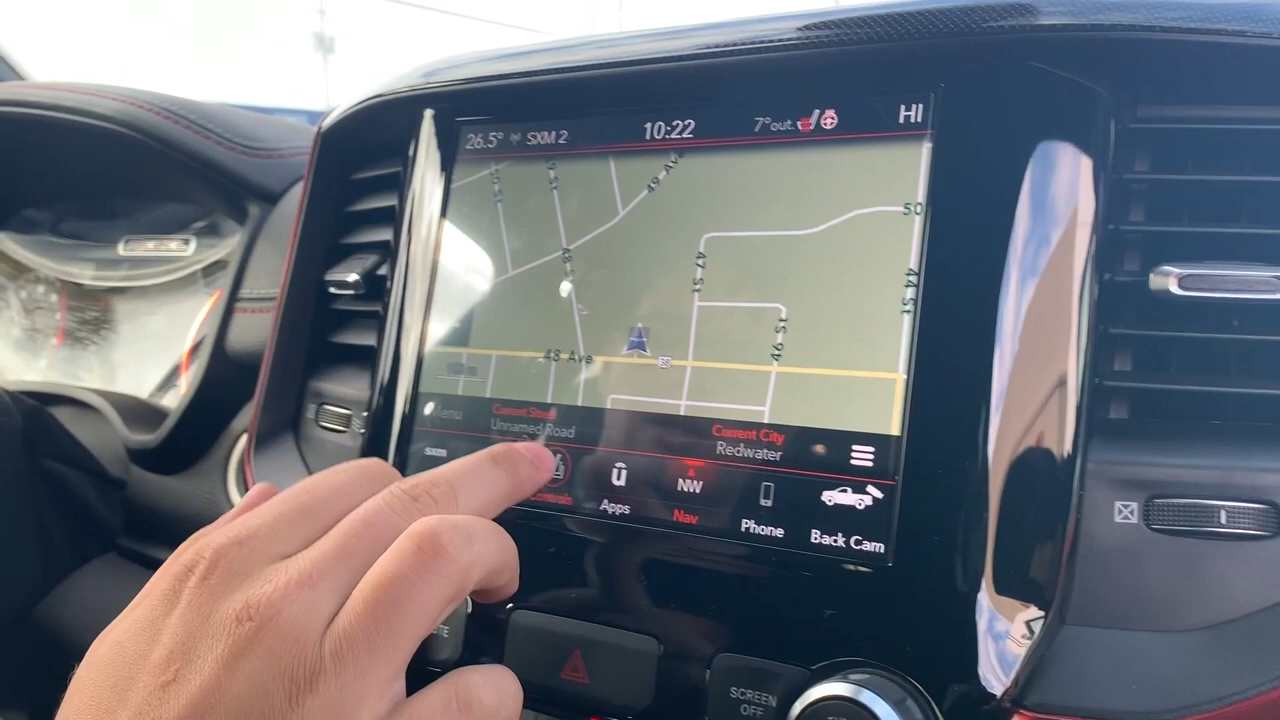 26.5° SXM 2 10:22 7°out. HI
49 Ave
50
48 St
47 St
44 St
46 St
48 Ave
38
Menu
Current Street
Unnamed Road
Current City
Redwater
sxm
Controls
Apps
NW
Nav
Phone
Back Cam
SCREEN
OFF